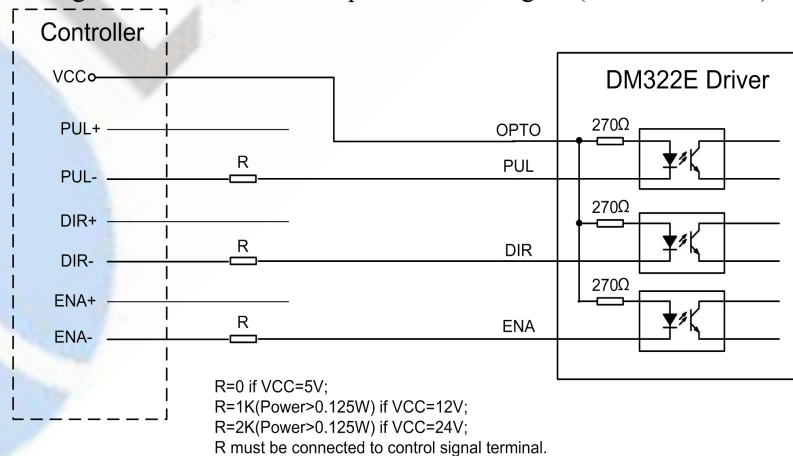 Controller
DM322E Driver
VCC
PUL+
OPTO
270Ω
PUL-
R
PUL
DIR+
270Ω
DIR-
R
DIR
ENA+
270Ω
ENA-
R
ENA
R=0 if VCC=5V;
R=1K(Power>0.125W) if VCC=12V;
R=2K(Power>0.125W) if VCC=24V;
R must be connected to control signal terminal.